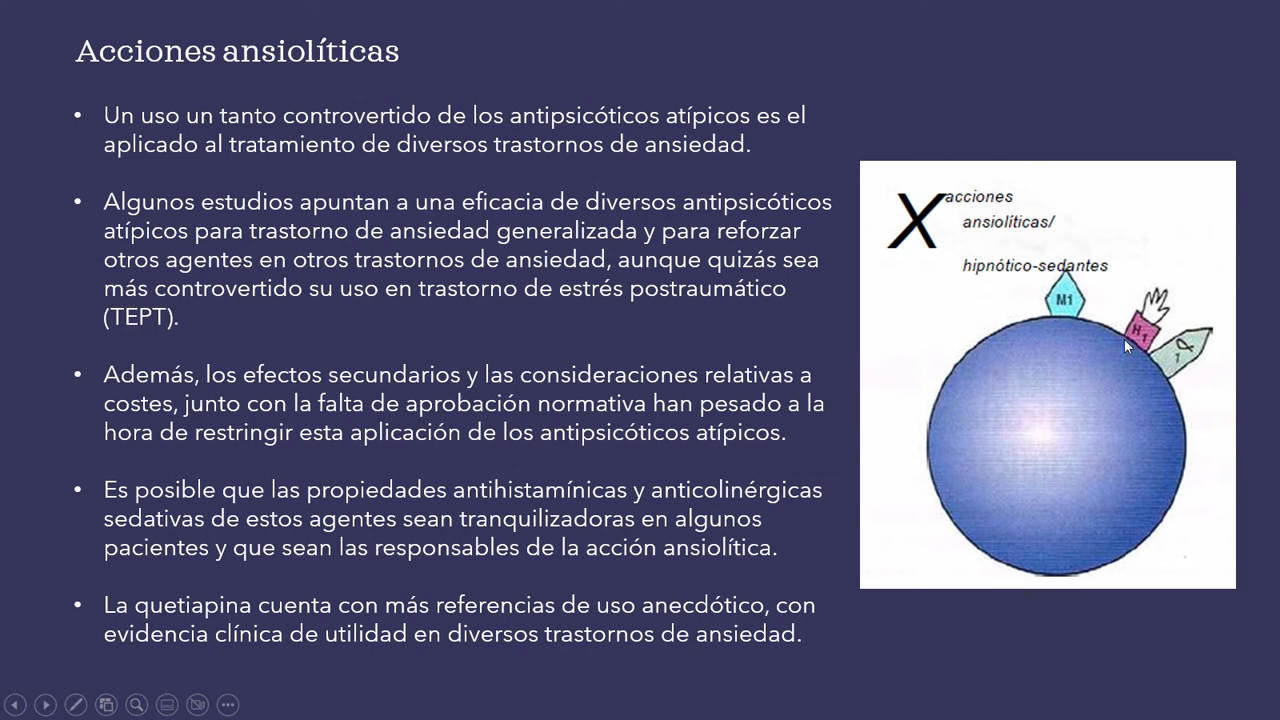 Acciones ansiolíticas
• Un uso un tanto controvertido de los antipsicóticos atípicos es el
aplicado al tratamiento de diversos trastornos de ansiedad.
• Algunos estudios apuntan a una eficacia de diversos antipsicóticos
atípicos para trastorno de ansiedad generalizada y para reforzar
otros agentes en otros trastornos de ansiedad, aunque quizás sea
más controvertido su uso en trastorno de estrés postraumático
(TEPT).
• Además, los efectos secundarios y las consideraciones relativas a
costes, junto con la falta de aprobación normativa han pesado a la
hora de restringir esta aplicación de los antipsicóticos atípicos.
• Es posible que las propiedades antihistamínicas y anticolinérgicas
sedativas de estos agentes sean tranquilizadoras en algunos
pacientes y que sean las responsables de la acción ansiolítica.
• La quetiapina cuenta con más referencias de uso anecdótico, con
evidencia clínica de utilidad en diversos trastornos de ansiedad.
X acciones
ansiolíticas/
hipnótico-sedantes
M1
H1
α1